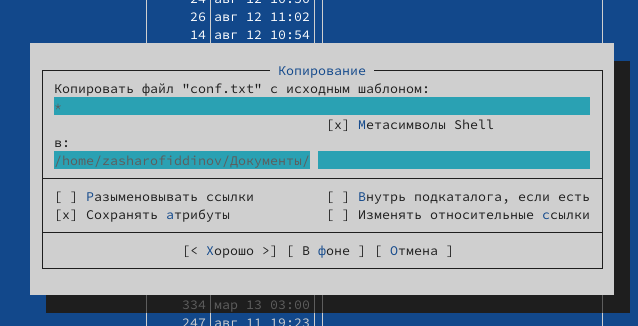 24 авг 12 10:56
26 авг 12 11:02
14 авг 12 10:54
Копирование
Копировать файл "conf.txt" с исходным шаблоном:
*
[x] Метасимволы Shell
в:
/home/zasharofiddinov/Документы/
[ ] Разыменовывать ссылки [ ] Внутрь подкаталога, если есть
[x] Сохранять атрибуты [ ] Изменять относительные ссылки
[< Хорошо >] [ В фоне ] [ Отмена ]
334 мар 13 03:00
247 авг 11 19:23